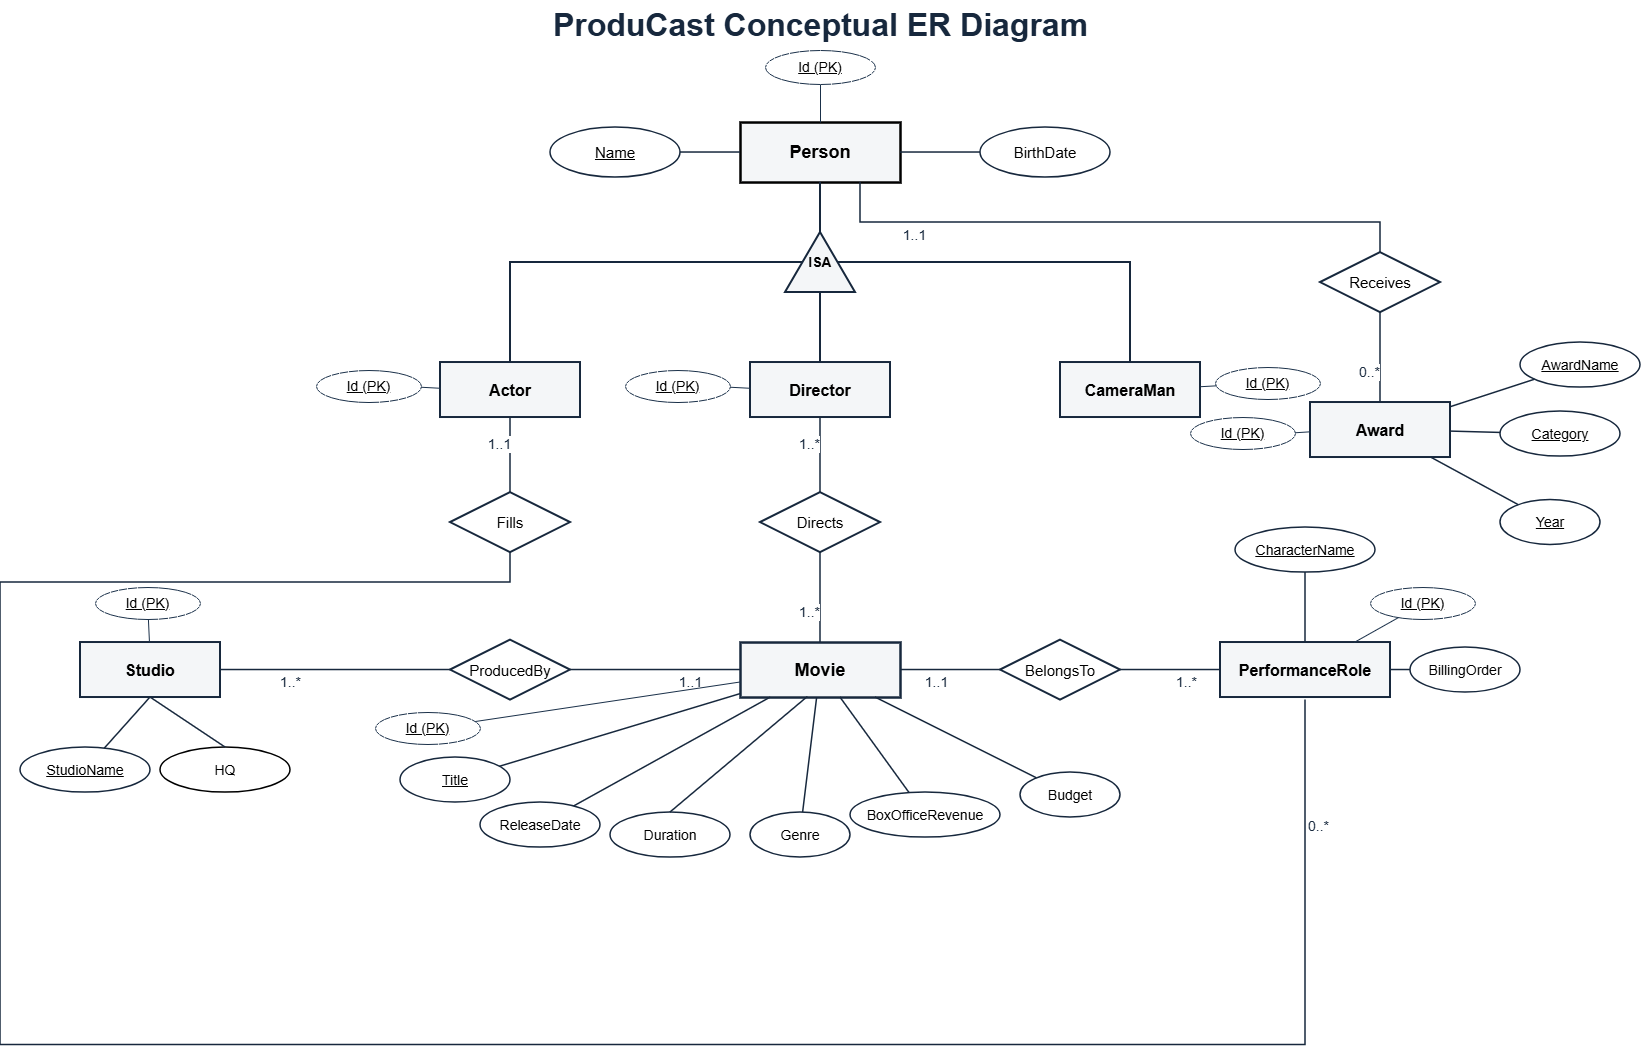 ProduCast Conceptual ER Diagram
Id (PK)
Name
Person
BirthDate
1..1
ISA
Receives
0..*
AwardName
Id (PK)
Actor
Id (PK)
Director
CameraMan
Id (PK)
Id (PK)
Award
Category
1..1
1..*
Year
Fills
Directs
CharacterName
Id (PK)
Id (PK)
1..*
Studio
1..*
ProducedBy
1..1
Movie
1..1
BelongsTo
1..*
PerformanceRole
BillingOrder
Id (PK)
StudioName
HQ
Title
ReleaseDate
Duration
Genre
BoxOfficeRevenue
Budget
0..*